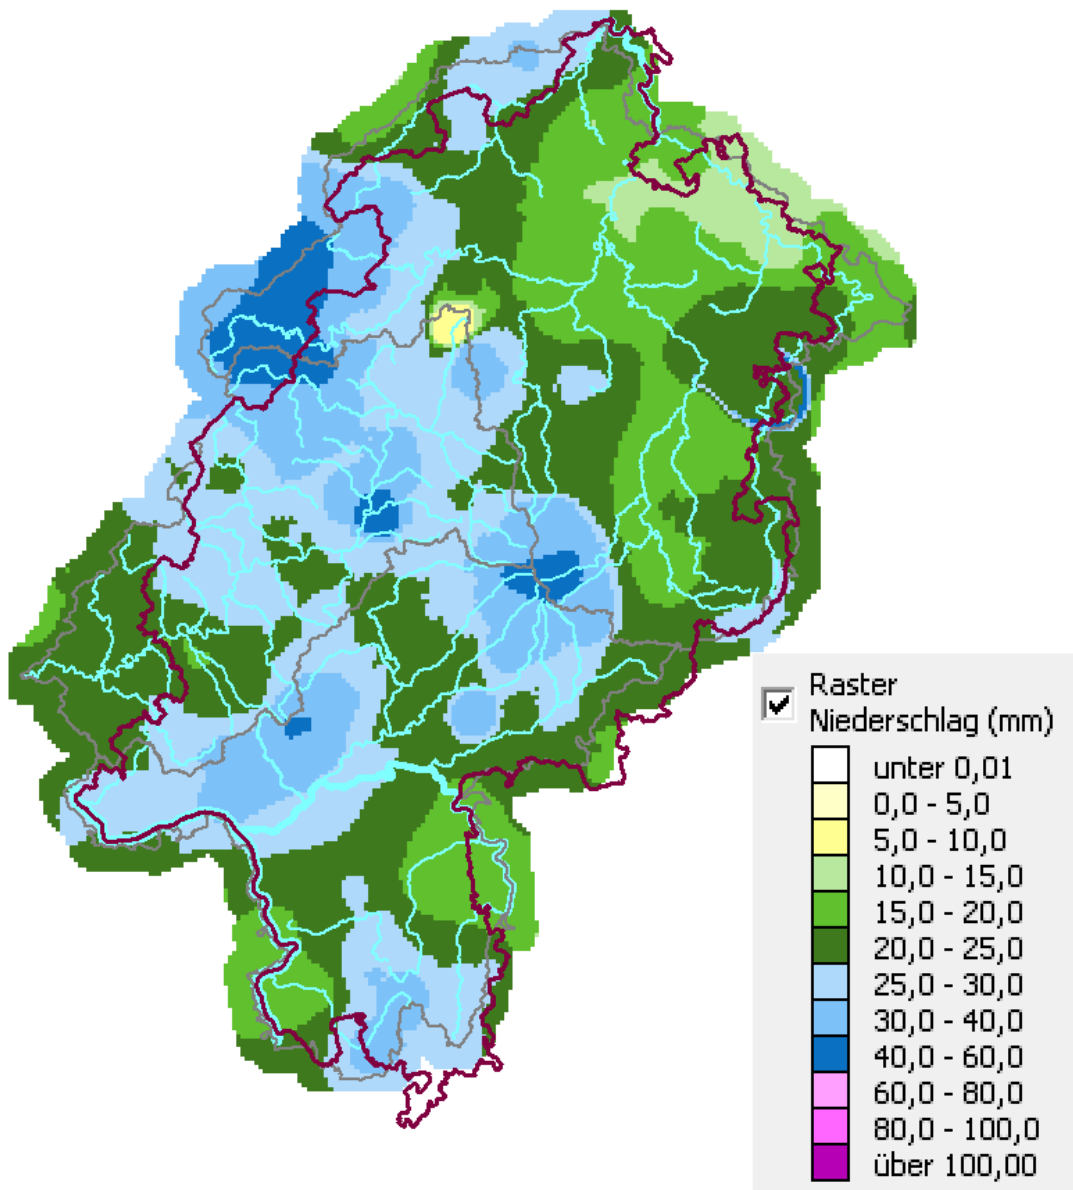 Raster
Niederschlag (mm)
unter 0,01
0,0 - 5,0
5,0 - 10,0
10,0 - 15,0
15,0 - 20,0
20,0 - 25,0
25,0 - 30,0
30,0 - 40,0
40,0 - 60,0
60,0 - 80,0
80,0 - 100,0
über 100,00